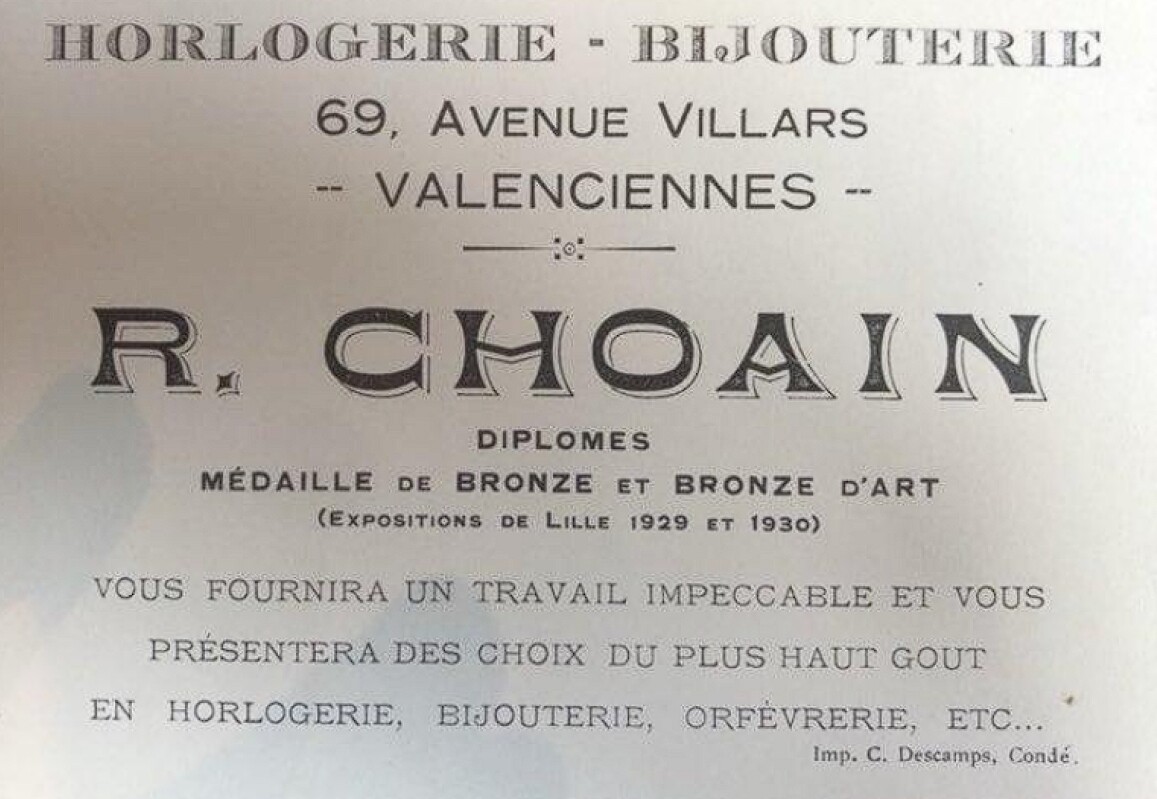 HORLOGERIE - BIJOUTERIE
69, AVENUE VILLARS
-- VALENCIENNES --
R. CHOAIN
DIPLOMES
MÉDAILLE DE BRONZE ET BRONZE D'ART
(EXPOSITIONS DE LILLE 1929 ET 1930)
VOUS FOURNIRA UN TRAVAIL IMPECCABLE ET VOUS
PRÉSENTERA DES CHOIX DU PLUS HAUT GOUT
EN HORLOGERIE, BIJOUTERIE, ORFÈVRERIE, ETC...
Imp. C. Descamps, Condé.